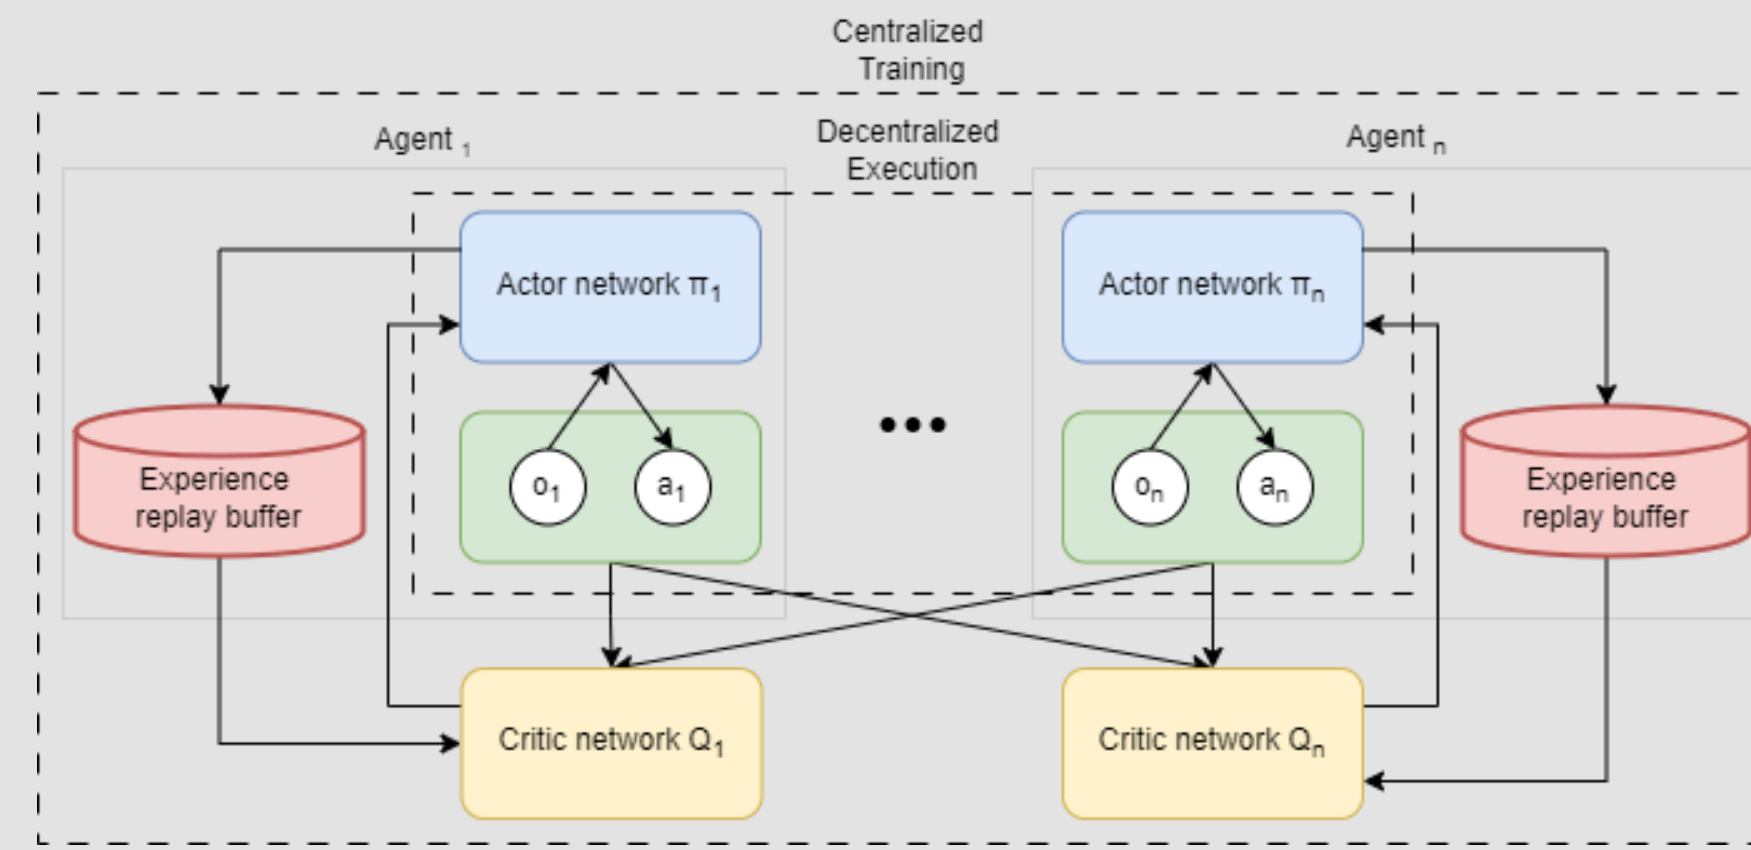 Centralized
Training
Agent 1
Decentralized
Execution
Agent n
Actor network π1
Actor network πn
Experience
replay buffer
o1
a1
•••
on
an
Experience
replay buffer
Critic network Q1
Critic network Qn